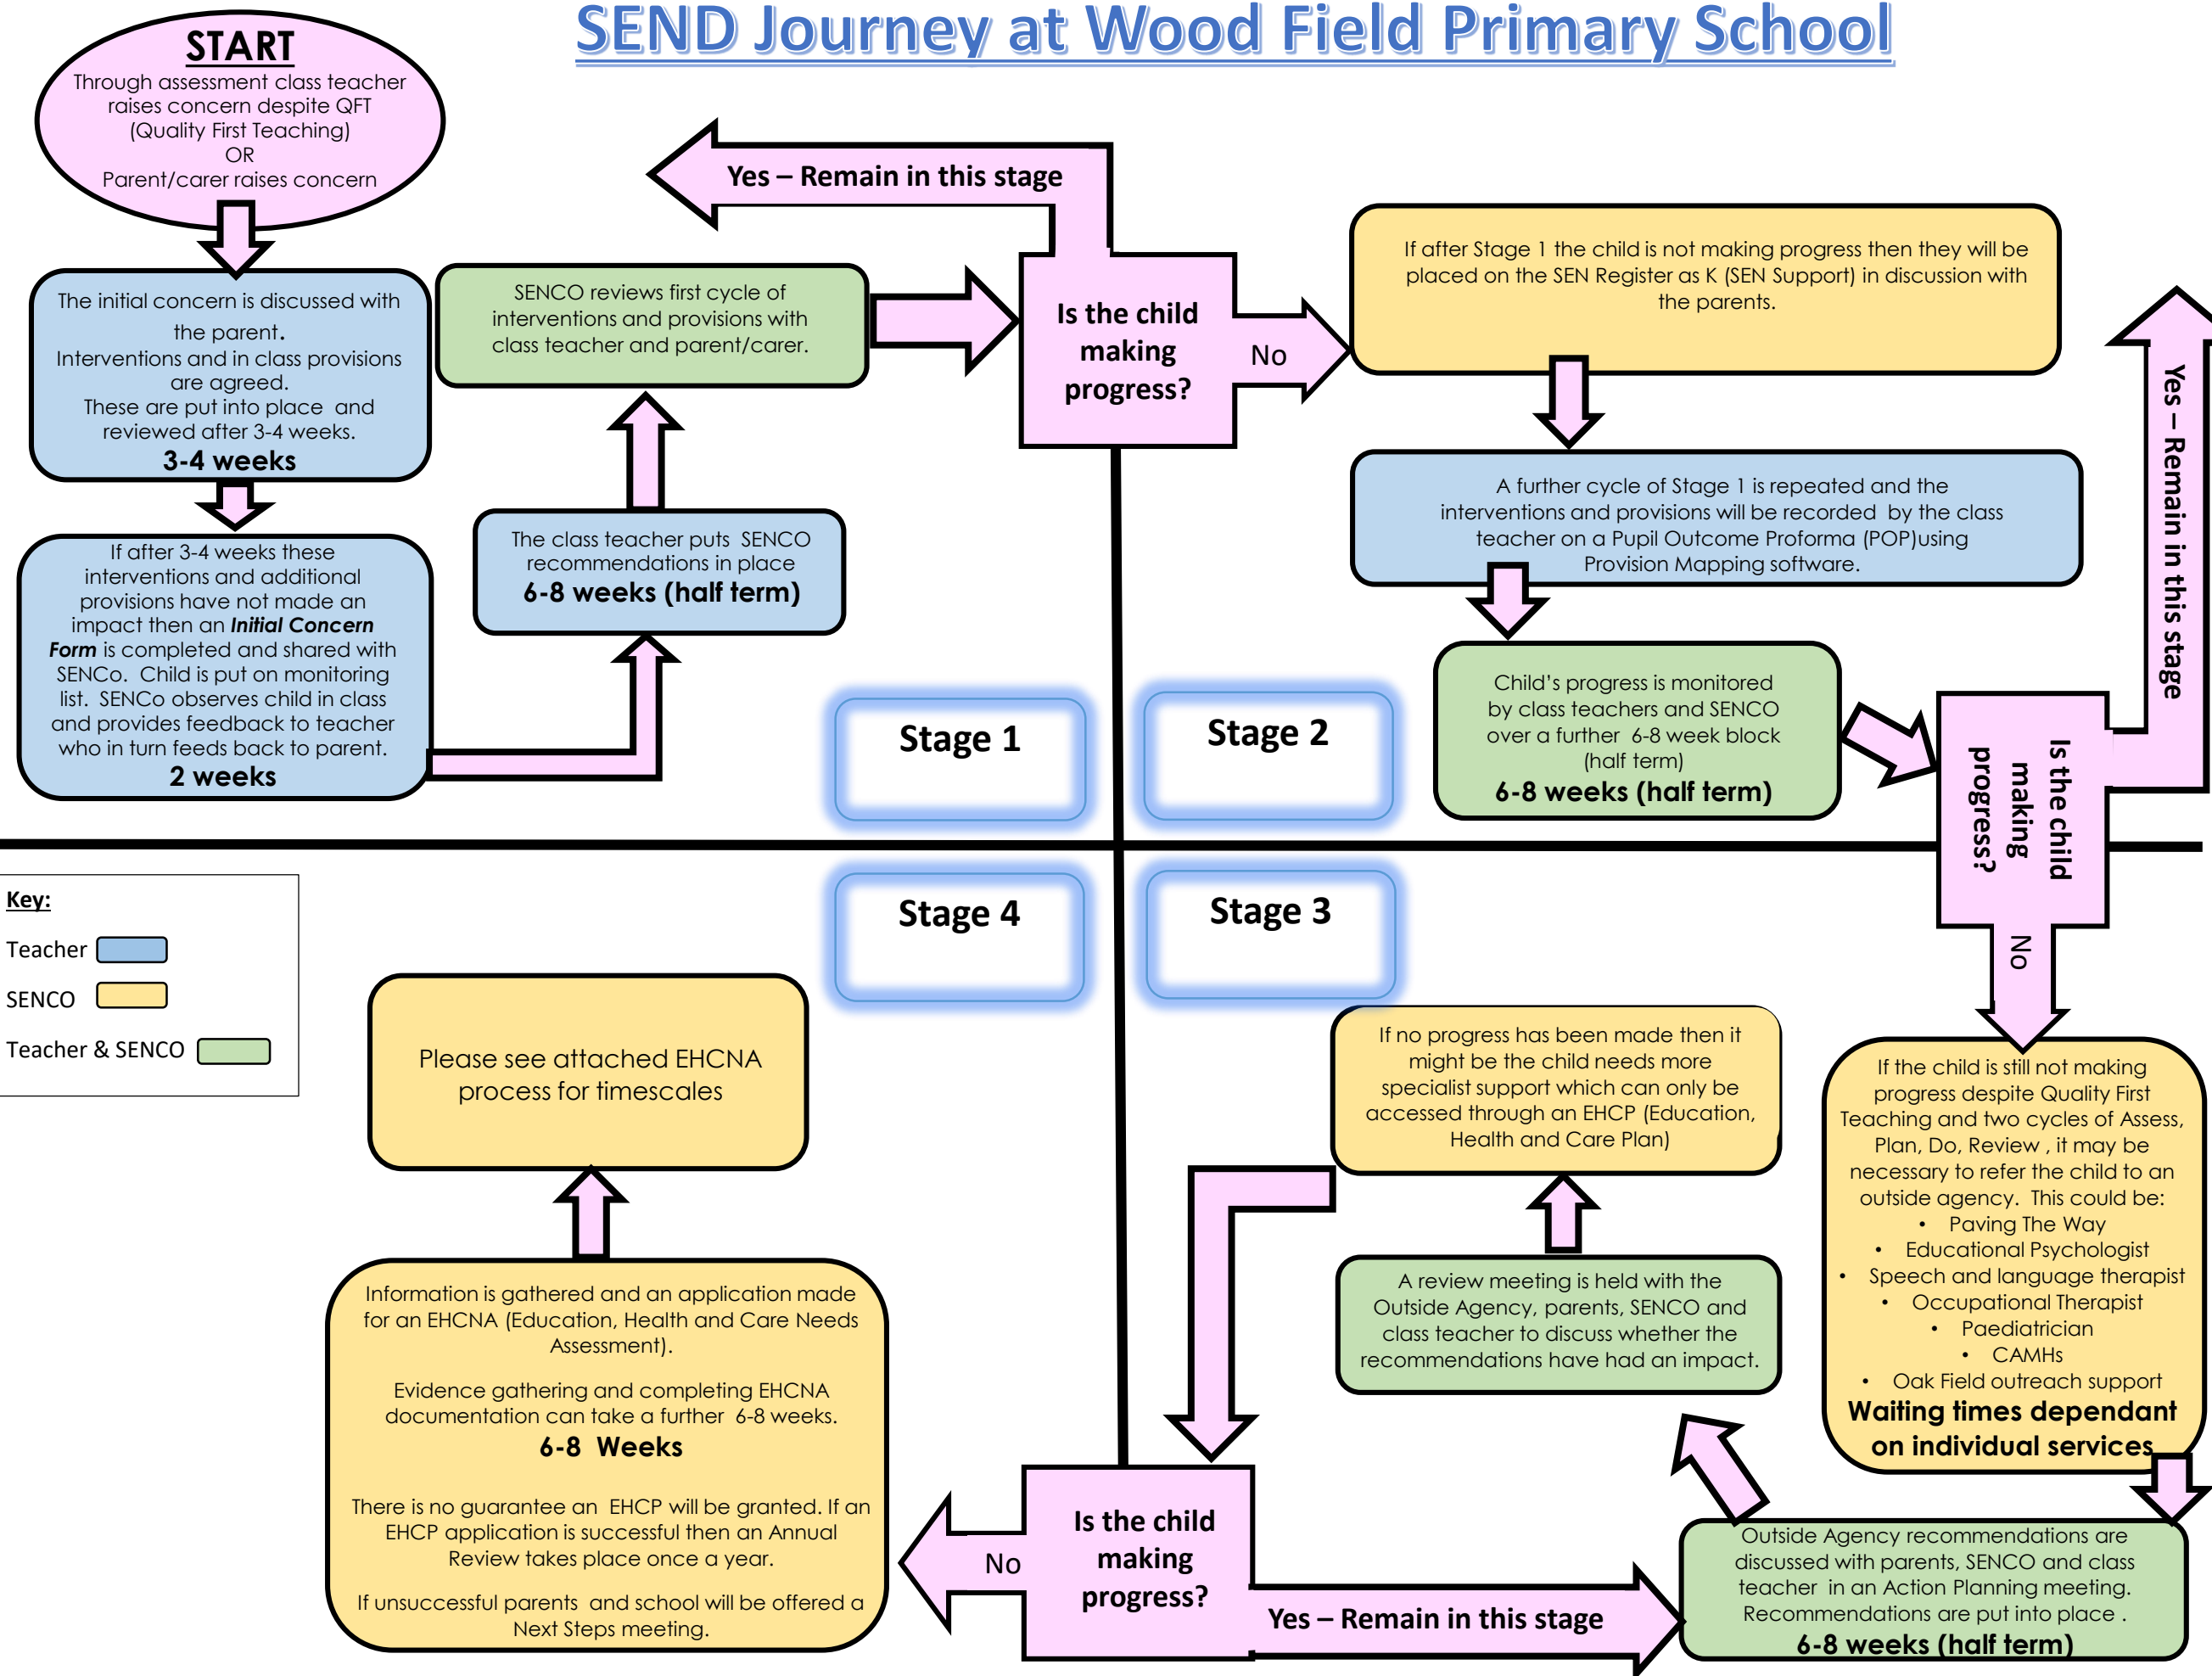 SEND Journey at Wood Field Primary School
START
Through assessment class teacher
raises concern despite QFT
(Quality First Teaching)
OR
Parent/carer raises concern
The initial concern is discussed with
the parent.
Interventions and in class provisions
are agreed.
These are put into place and
reviewed after 3-4 weeks.
3-4 weeks
If after 3-4 weeks these
interventions and additional
provisions have not made an
impact then an Initial Concern
Form is completed and shared with
SENCo. Child is put on monitoring
list. SENCo observes child in class
and provides feedback to teacher
who in turn feeds back to parent.
2 weeks
The class teacher puts SENCO
recommendations in place
6-8 weeks (half term)
SENCO reviews first cycle of
interventions and provisions with
class teacher and parent/carer.
Is the child
making
progress?
Yes – Remain in this stage
No
Stage 1
If after Stage 1 the child is not making progress then they will be
placed on the SEN Register as K (SEN Support) in discussion with
the parents.
A further cycle of Stage 1 is repeated and the
interventions and provisions will be recorded by the class
teacher on a Pupil Outcome Proforma (POP)using
Provision Mapping software.
Child's progress is monitored
by class teachers and SENCO
over a further 6-8 week block
(half term)
6-8 weeks (half term)
Stage 2
Is the child
making
progress?
Yes – Remain in this stage
No
If the child is still not making
progress despite Quality First
Teaching and two cycles of Assess,
Plan, Do, Review , it may be
necessary to refer the child to an
outside agency. This could be:
• Paving The Way
• Educational Psychologist
• Speech and language therapist
• Occupational Therapist
• Paediatrician
• CAMHs
• Oak Field outreach support
Waiting times dependant
on individual services
Outside Agency recommendations are
discussed with parents, SENCO and class
teacher in an Action Planning meeting.
Recommendations are put into place .
6-8 weeks (half term)
A review meeting is held with the
Outside Agency, parents, SENCO and
class teacher to discuss whether the
recommendations have had an impact.
If no progress has been made then it
might be the child needs more
specialist support which can only be
accessed through an EHCP (Education,
Health and Care Plan)
Stage 3
Is the child
making
progress?
Yes – Remain in this stage
No
Information is gathered and an application made
for an EHCNA (Education, Health and Care Needs
Assessment).
Evidence gathering and completing EHCNA
documentation can take a further 6-8 weeks.
6-8 Weeks
There is no guarantee an EHCP will be granted. If an
EHCP application is successful then an Annual
Review takes place once a year.
If unsuccessful parents and school will be offered a
Next Steps meeting.
Please see attached EHCNA
process for timescales
Stage 4
Key:
Teacher
SENCO
Teacher & SENCO